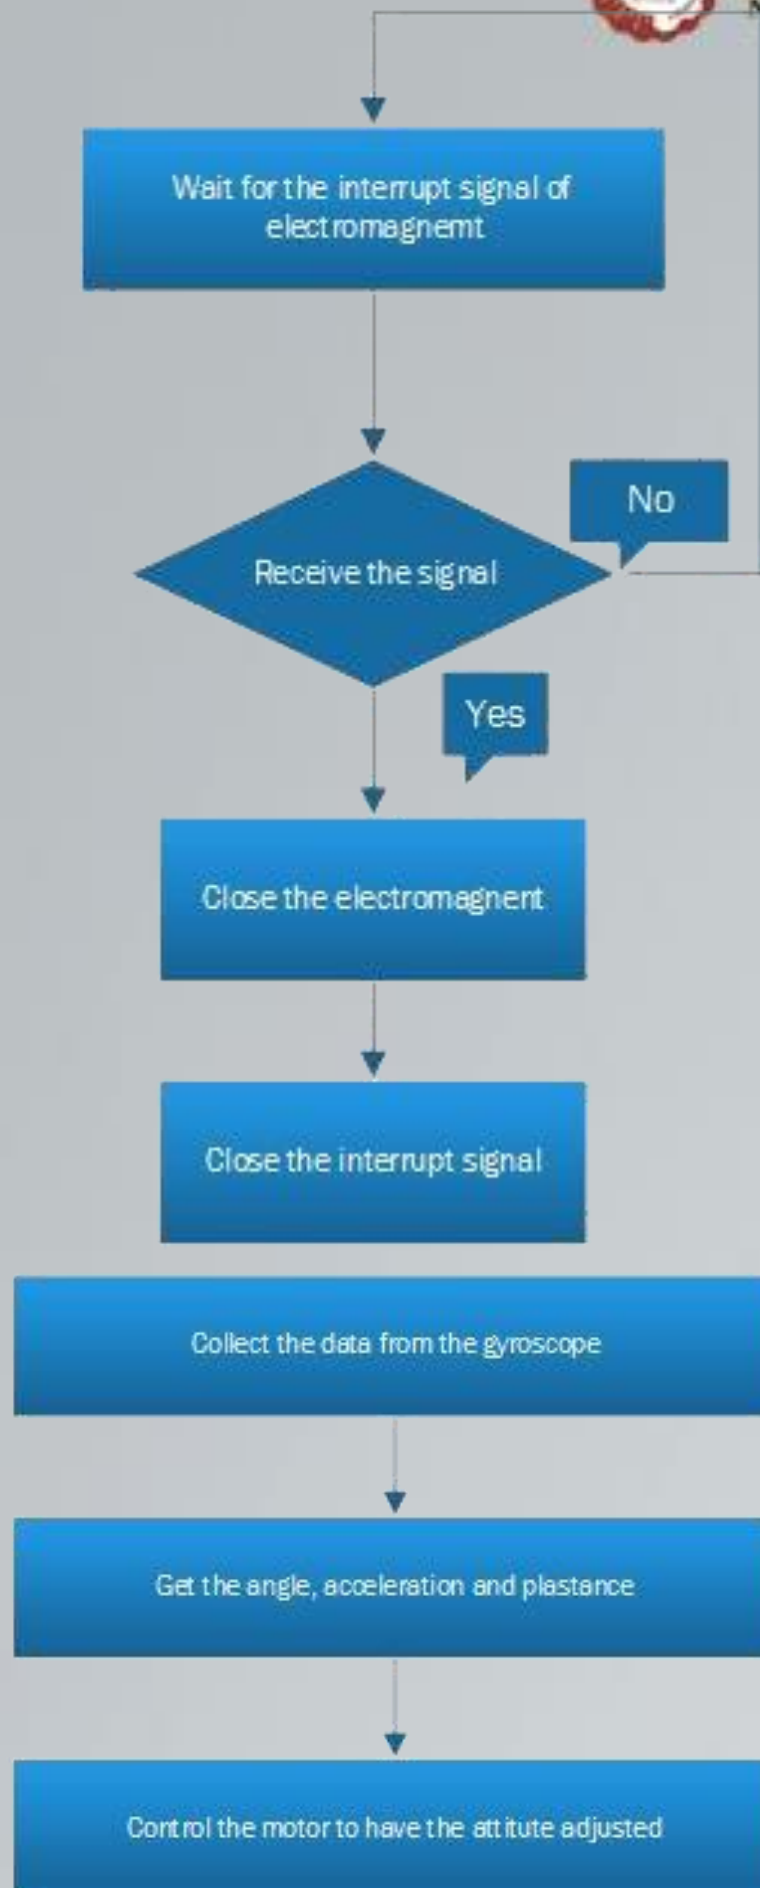 Wait for the interrupt signal of
electromagnemt
No
Receive the signal
Yes
Close the electromagnent
Close the interrupt signal
Collect the data from the gyroscope
Get the angle, acceleration and plastance
Control the motor to have the attitute adjusted